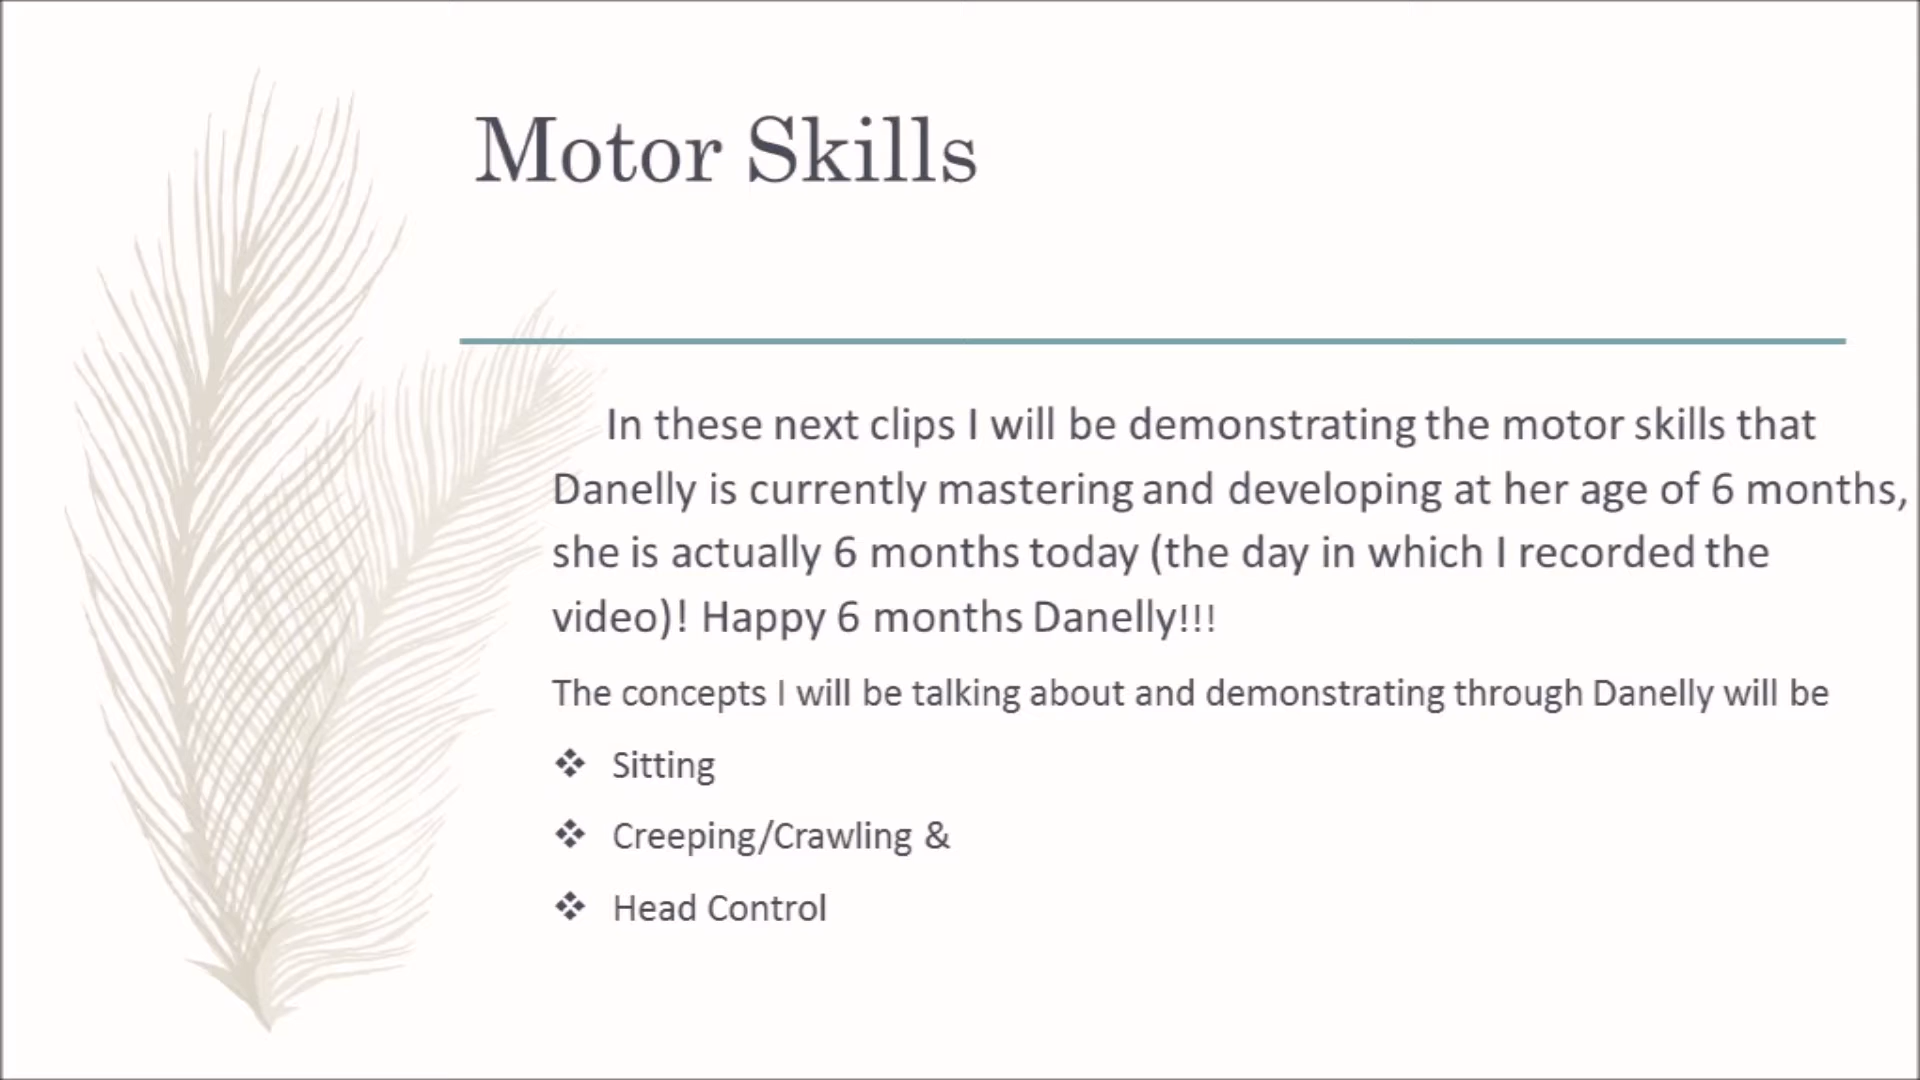 Motor Skills
In these next clips I will be demonstrating the motor skills that
Danelly is currently mastering and developing at her age of 6 months,
she is actually 6 months today (the day in which I recorded the
video)! Happy 6 months Danelly!!!
The concepts I will be talking about and demonstrating through Danelly will be
❖ Sitting
❖ Creeping/Crawling &
❖ Head Control